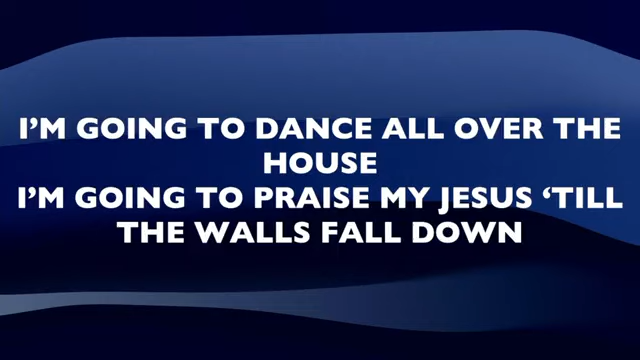 I’M GOING TO DANCE ALL OVER THE
HOUSE
I’M GOING TO PRAISE MY JESUS ‘TILL
THE WALLS FALL DOWN